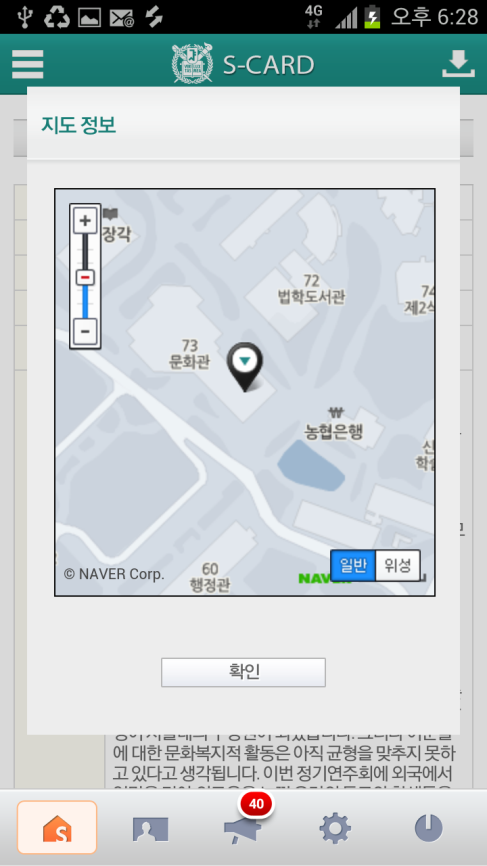 4G 오후 6:28
S-CARD
지도 정보
장각
72
법학도서관
74
73
문화관
₩
농협은행
60
행정관
© NAVER Corp.
일반 위성
확인
에 대한 문화복지적 활동은 아직 균형을 맞추지 못하
고 있다고 생각됩니다. 이번 정기연주회에 외국에서
40
S